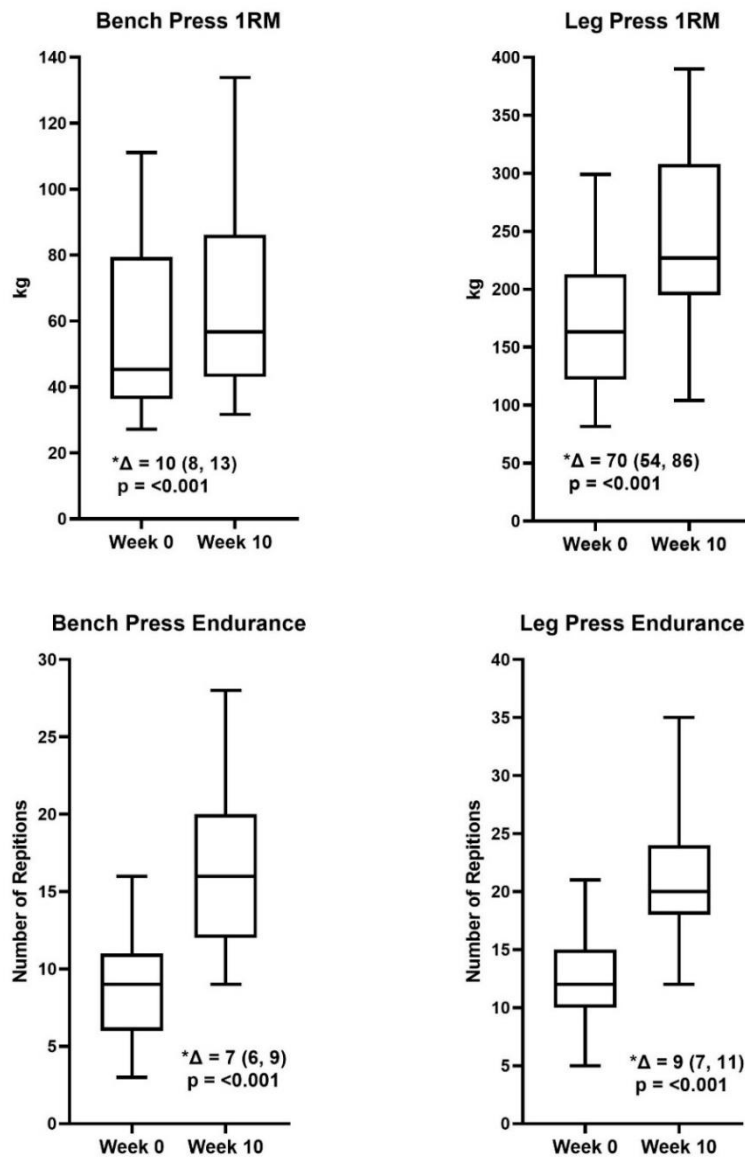 Bench Press 1RM
140
120
100
80
60
40
20
0
kg
*Δ = 10 (8, 13)
p = <0.001
Week 0 Week 10
Leg Press 1RM
400
350
300
250
200
150
100
50
0
kg
*Δ = 70 (54, 86)
p = <0.001
Week 0 Week 10
Bench Press Endurance
30
25
20
15
10
5
0
Number of Repitions
*Δ = 7 (6, 9)
p = <0.001
Week 0 Week 10
Leg Press Endurance
40
35
30
25
20
15
10
5
0
Number of Repitions
*Δ = 9 (7, 11)
p = <0.001
Week 0 Week 10